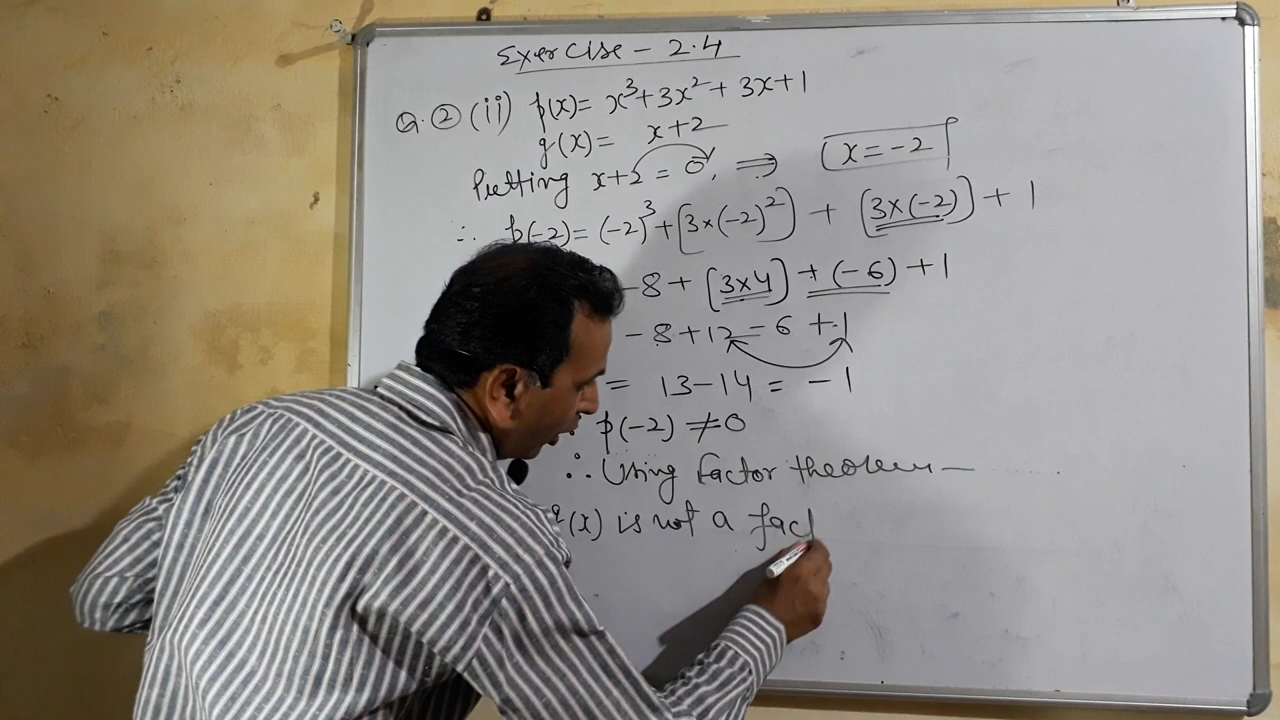 Exercise - 2.4
Q.② (ii) p(x)= x³+3x²+ 3x+1
g(x)= x+2
Putting x+2 = 0, ⇒ x=-2
∴ p(-2)= (-2)³+[3×(-2)²] + [3×(-2)] + 1
-8+ [3×4] + (-6) +1
-8+12-6 +1
= 13-14 = -1
p(-2) ≠0
∴ Using Factor theorem-
(x) is not a fact